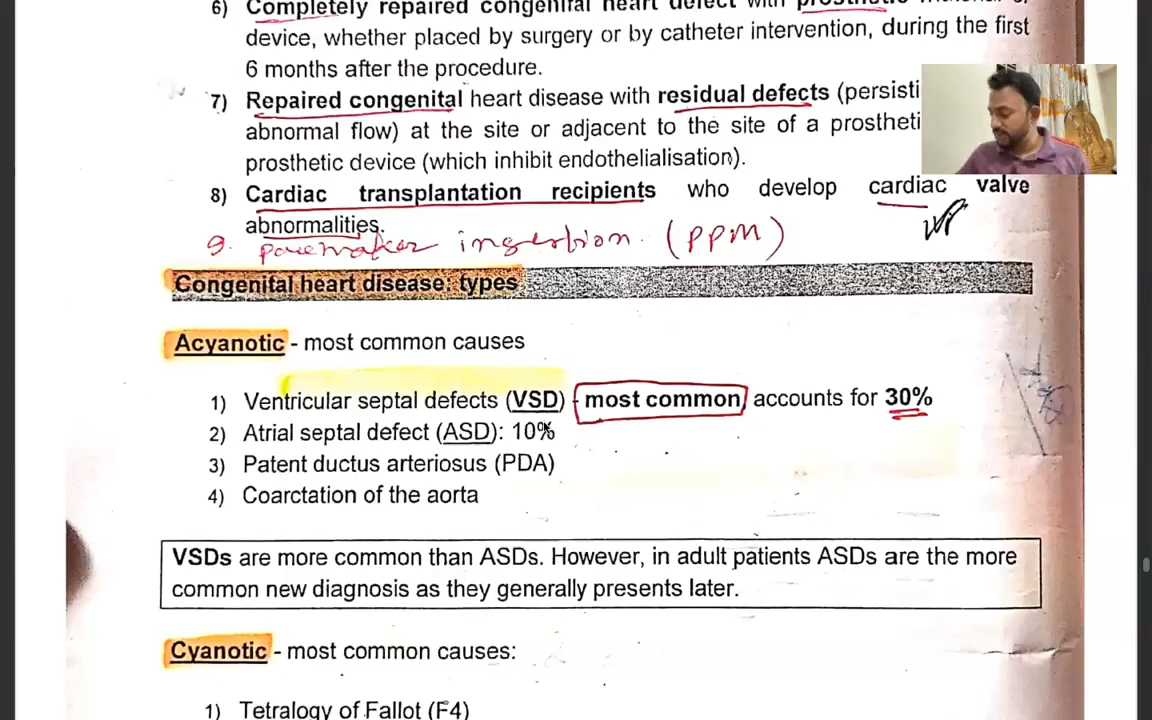 6) Completely repaired congenital heart defect with prosthetic
device, whether placed by surgery or by catheter intervention, during the first
6 months after the procedure.
7) Repaired congenital heart disease with residual defects (persisti
abnormal flow) at the site or adjacent to the site of a prostheti
prosthetic device (which inhibit endothelialisation).
8) Cardiac transplantation recipients who develop cardiac valve
abnormalities.
9. pacemaker ingestion. (PPM)
Congenital heart disease: types
Acyanotic - most common causes
1) Ventricular septal defects (VSD) - most common, accounts for 30%
2) Atrial septal defect (ASD): 10%
3) Patent ductus arteriosus (PDA)
4) Coarctation of the aorta
VSDs are more common than ASDs. However, in adult patients ASDs are the more
common new diagnosis as they generally presents later.
Cyanotic - most common causes:
1) Tetralogy of Fallot (F4)